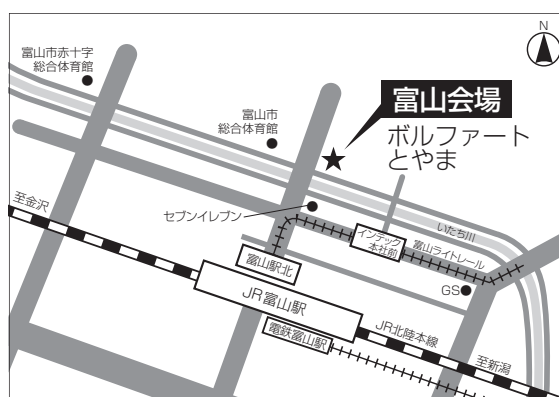 N
富山市赤十字
総合体育館
富山会場
ボルファート
とやま
富山市
総合体育館
至金沢
セブンイレブン
いたち川
インテック
本社前
富山ライトレール
富山駅北
GS
JR富山駅
電鉄富山駅
JR北陸本線
至新潟